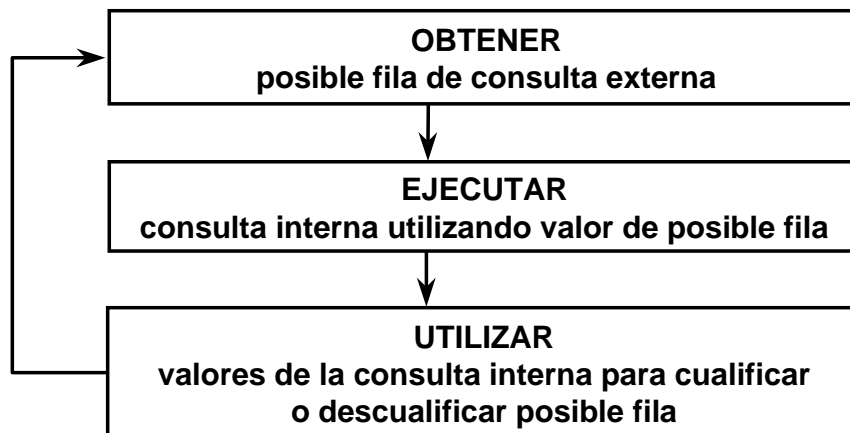 OBTENER
posible fila de consulta externa
EJECUTAR
consulta interna utilizando valor de posible fila
UTILIZAR
valores de la consulta interna para cualificar
o descualificar posible fila